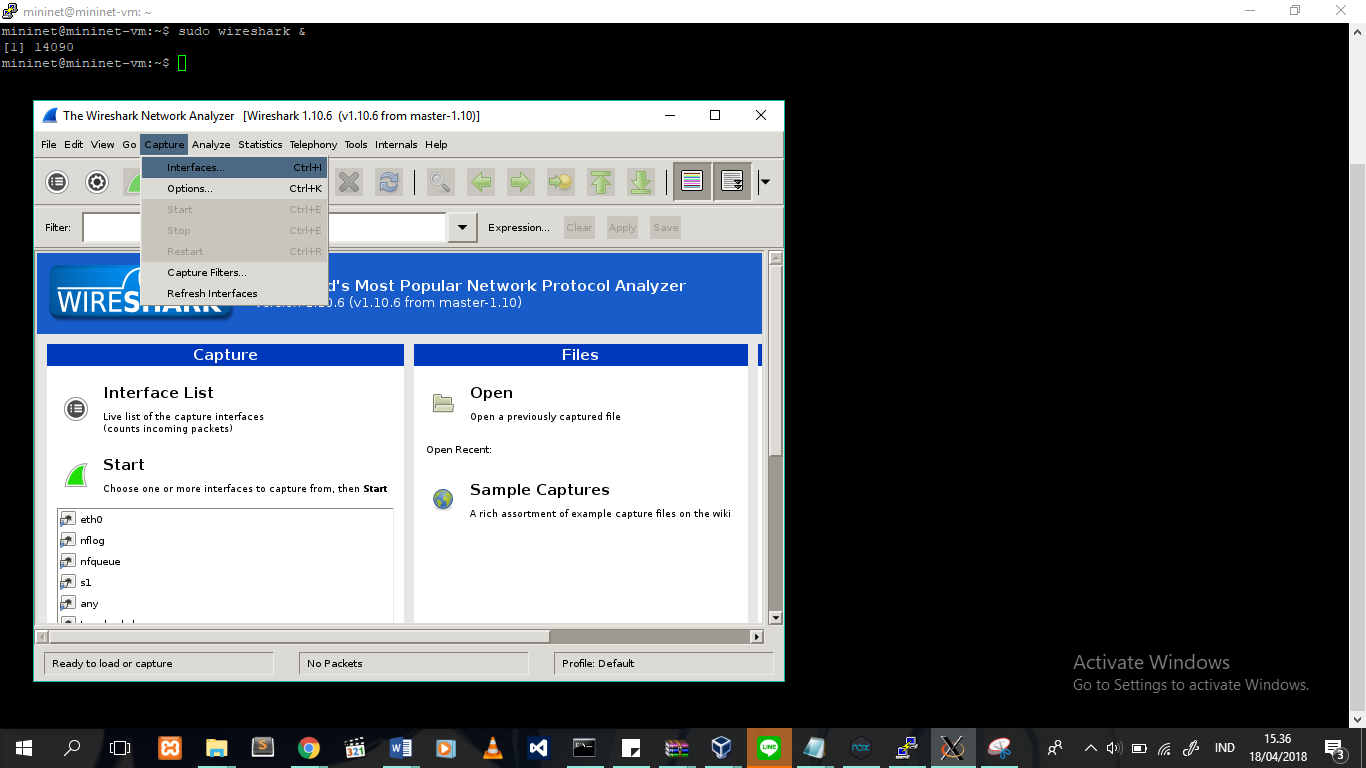 mininet@mininet-vm: ~
mininet@mininet-vm:~$ sudo wireshark &
[1] 14090
mininet@mininet-vm:~$
The Wireshark Network Analyzer [Wireshark 1.10.6 (v1.10.6 from master-1.10)]
File Edit View Go Capture Analyze Statistics Telephony Tools Internals Help
Interfaces... Ctrl+I
Options... Ctrl+K
Start Ctrl+E
Stop Ctrl+E
Restart Ctrl+R
Capture Filters...
Refresh Interfaces
Filter: Expression... Clear Apply Save
WIRESHARK
d's Most Popular Network Protocol Analyzer
.6 (v1.10.6 from master-1.10)
Capture
Interface List
Live list of the capture interfaces
(counts incoming packets)
Start
Choose one or more interfaces to capture from, then Start
eth0
nflog
nfqueue
s1
any
Files
Open
Open a previously captured file
Open Recent:
Sample Captures
A rich assortment of example capture files on the wiki
Ready to load or capture
No Packets
Profile: Default
Activate Windows
Go to Settings to activate Windows.
321
LINE
nox
IND
15.36
18/04/2018
3